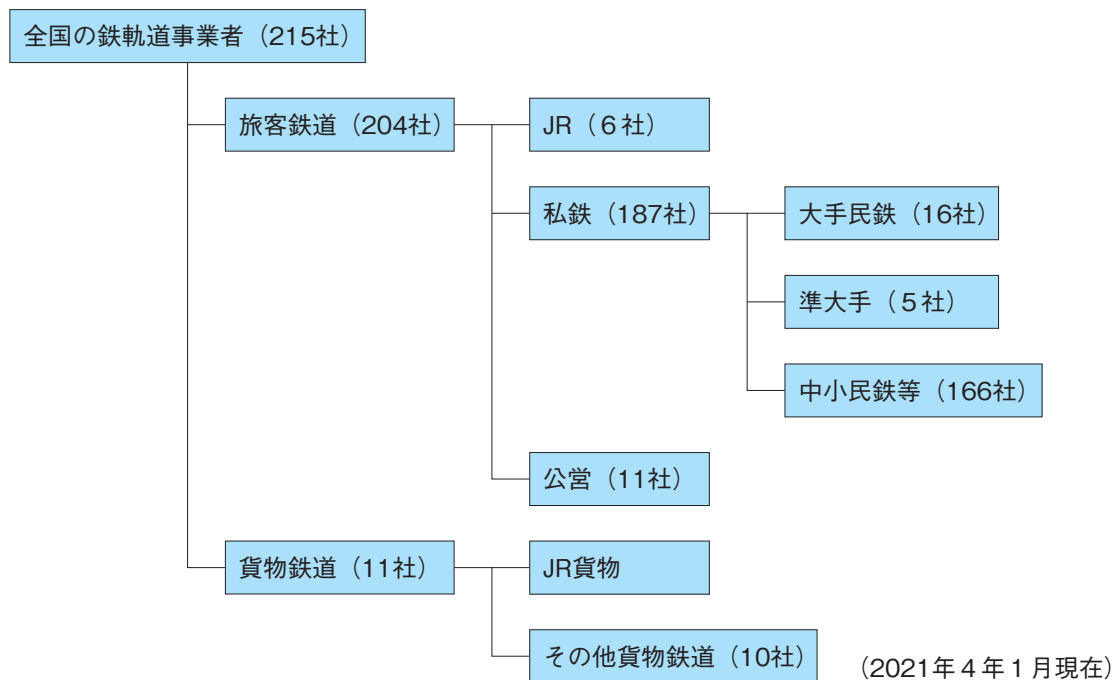 全国の鉄軌道事業者（215社）
旅客鉄道（204社）
JR（６社）
私鉄（187社）
大手民鉄（16社）
準大手（５社）
中小民鉄等（166社）
公営（11社）
貨物鉄道（11社）
JR貨物
その他貨物鉄道（10社）
（2021年４年１月現在）